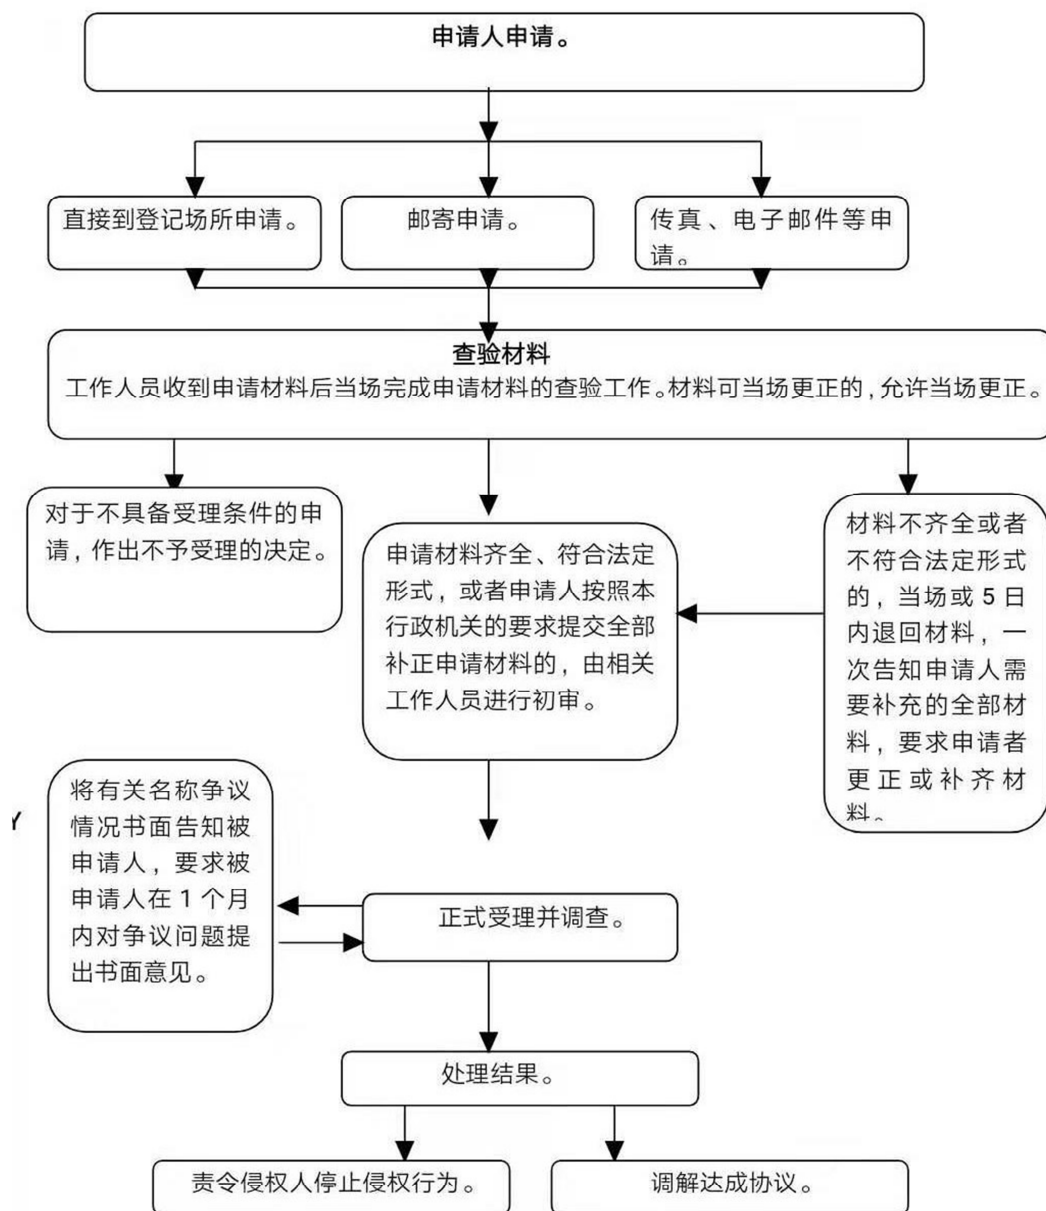 申请人申请。
直接到登记场所申请。
邮寄申请。
传真、电子邮件等申
请。
查验材料
工作人员收到申请材料后当场完成申请材料的查验工作。材料可当场更正的，允许当场更正。
对于不具备受理条件的申
请，作出不予受理的决定。
申请材料齐全、符合法定
形式，或者申请人按照本
行政机关的要求提交全部
补正申请材料的，由相关
工作人员进行初审。
材料不齐全或者
不符合法定形式
的，当场或 5 日
内退回材料，一
次告知申请人需
要补充的全部材
料，要求申请者
更正或补齐材
料。
将有关名称争议
情况书面告知被
申请人，要求被
申请人在 1 个月
内对争议问题提
出书面意见。
Y
正式受理并调查。
处理结果。
责令侵权人停止侵权行为。
调解达成协议。